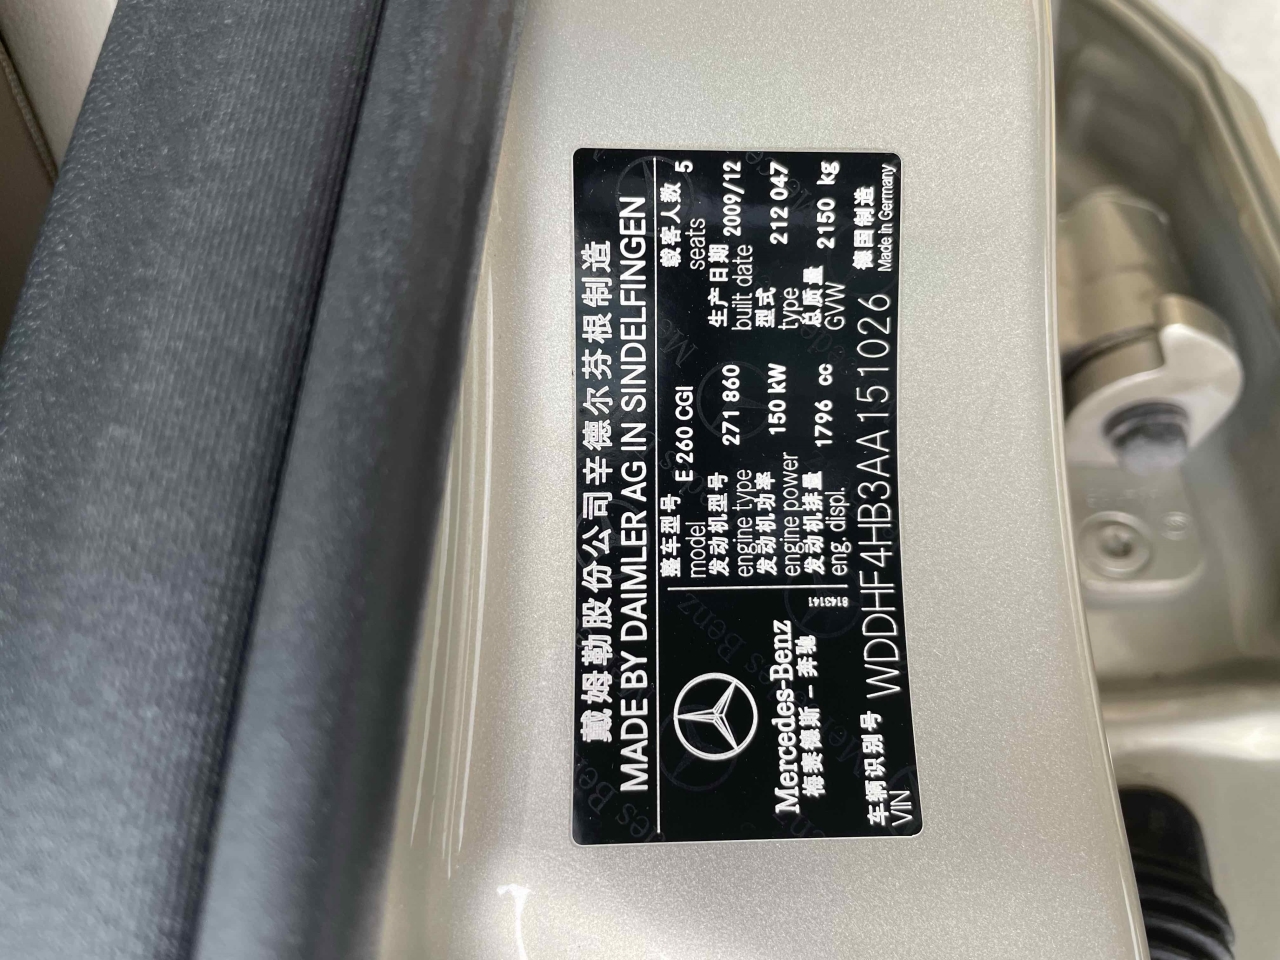 戴姆勒股份公司辛德尔芬根制造
MADE BY DAIMLER AG IN SINDELFINGEN
整车型号 E 260 CGI 载客人数 5
model seats
发动机型号 271 860 生产日期 2009/12
engine type built date
发动机功率 150 kW 型式 212 047
engine power type
发动机排量 1796 cc 总质量 2150 kg
eng. displ. GVW
Mercedes-Benz
梅赛德斯-奔驰
8143141
车辆识别号 WDDHF4HB3AA151026 德国制造
VIN Made in Germany